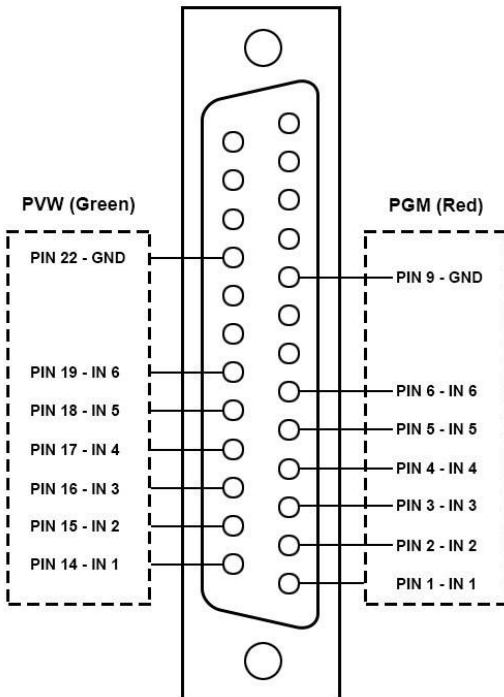 PVW (Green)
PIN 22 - GND
PIN 19 - IN 6
PIN 18 - IN 5
PIN 17 - IN 4
PIN 16 - IN 3
PIN 15 - IN 2
PIN 14 - IN 1
PGM (Red)
PIN 9 - GND
PIN 6 - IN 6
PIN 5 - IN 5
PIN 4 - IN 4
PIN 3 - IN 3
PIN 2 - IN 2
PIN 1 - IN 1